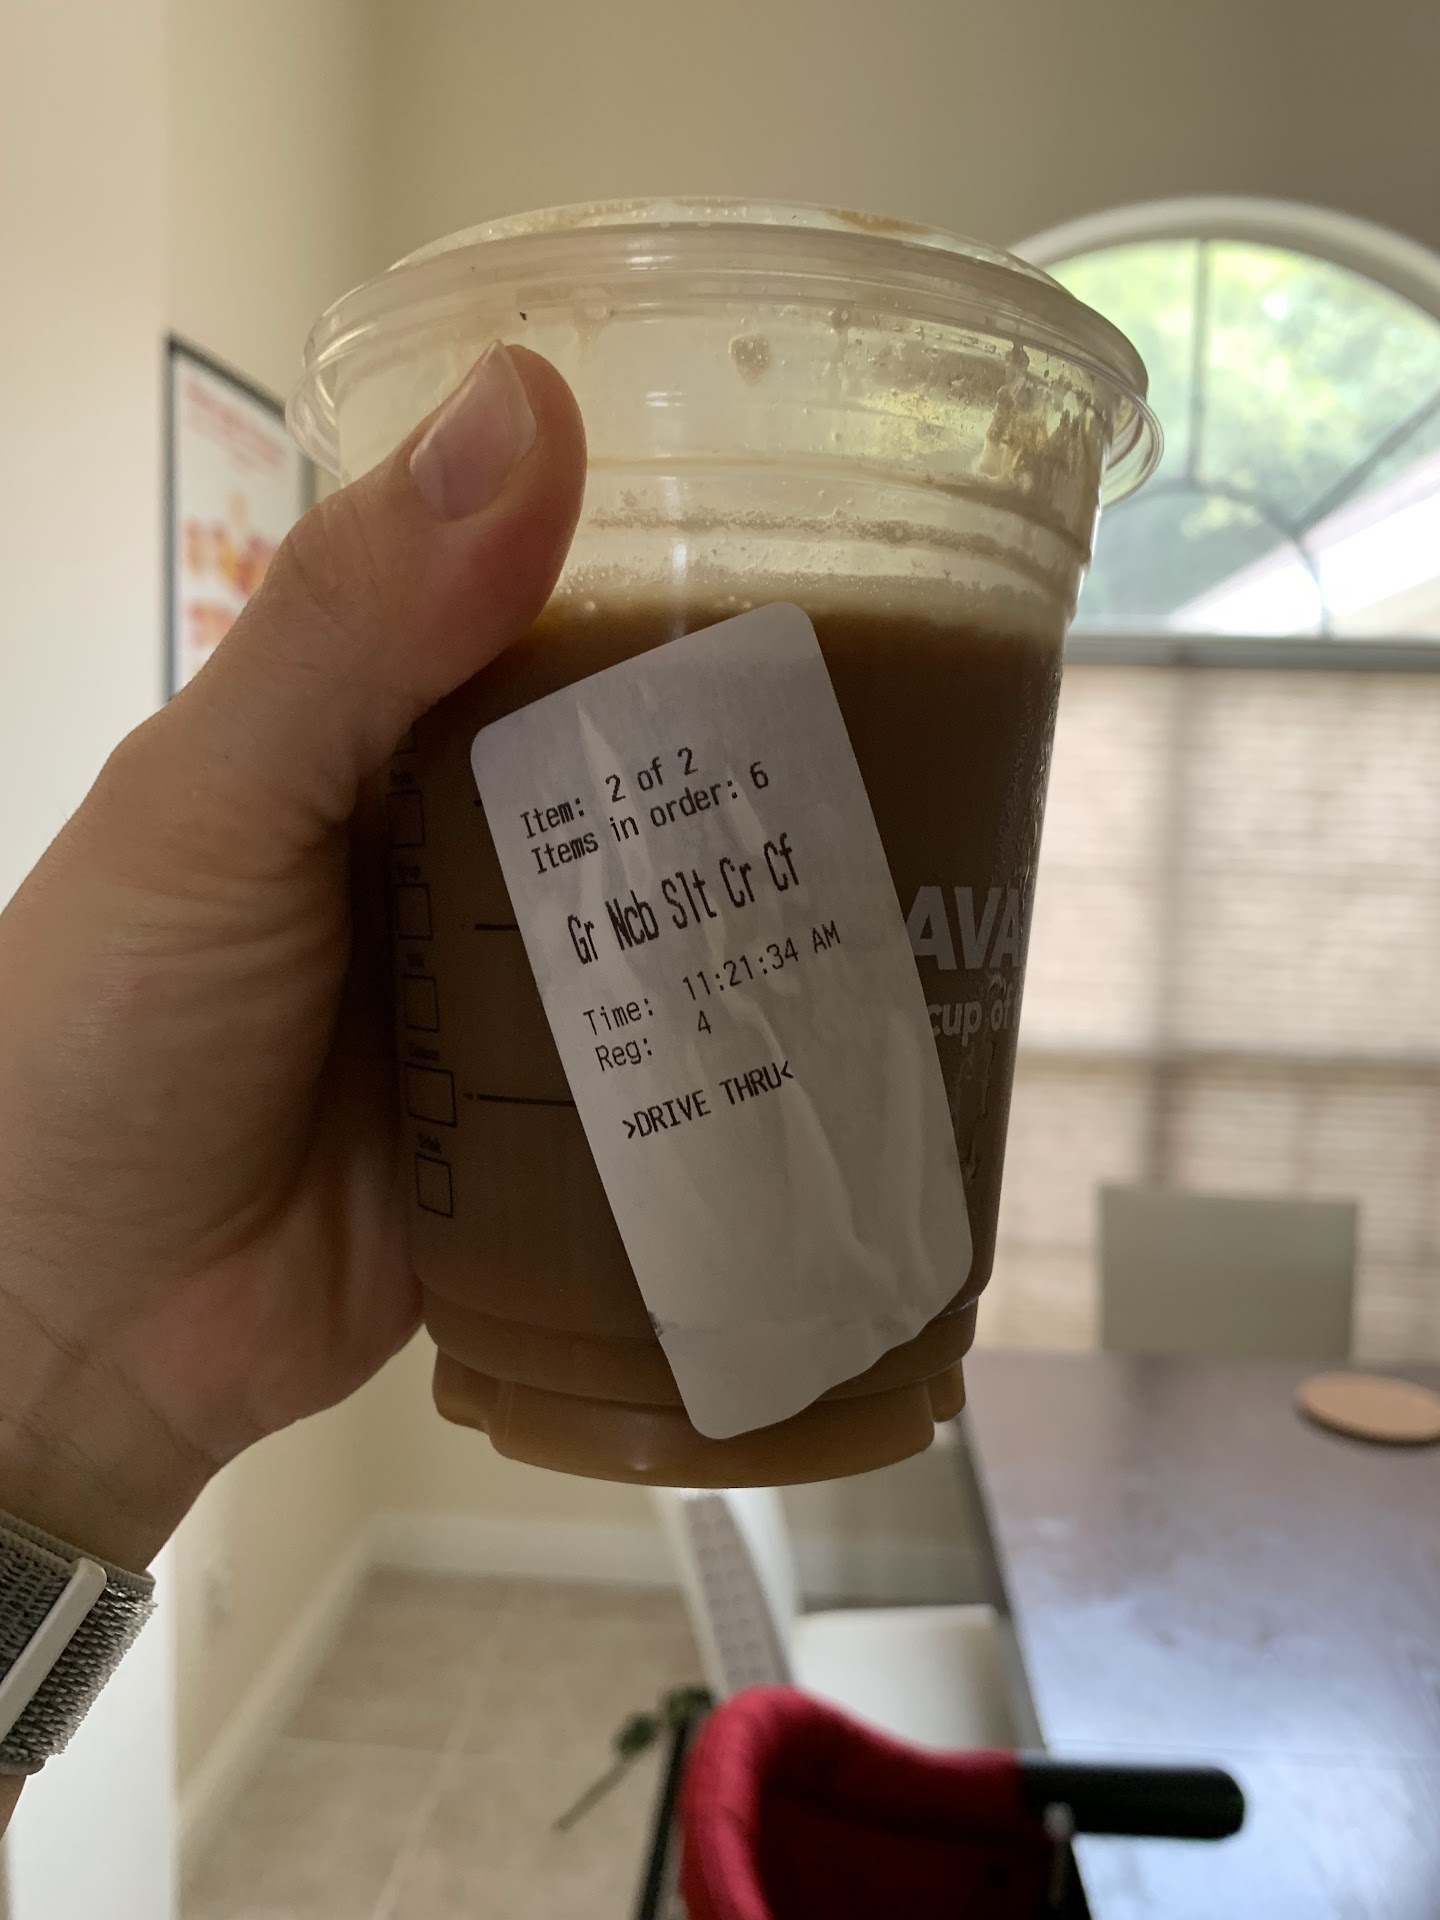 Item: 2 of 2
Items in order: 6
Gr Ncb Slt Cr Cf
Time: 11:21:34 AM
Reg: 4
>DRIVE THRU<
AVA
cup of